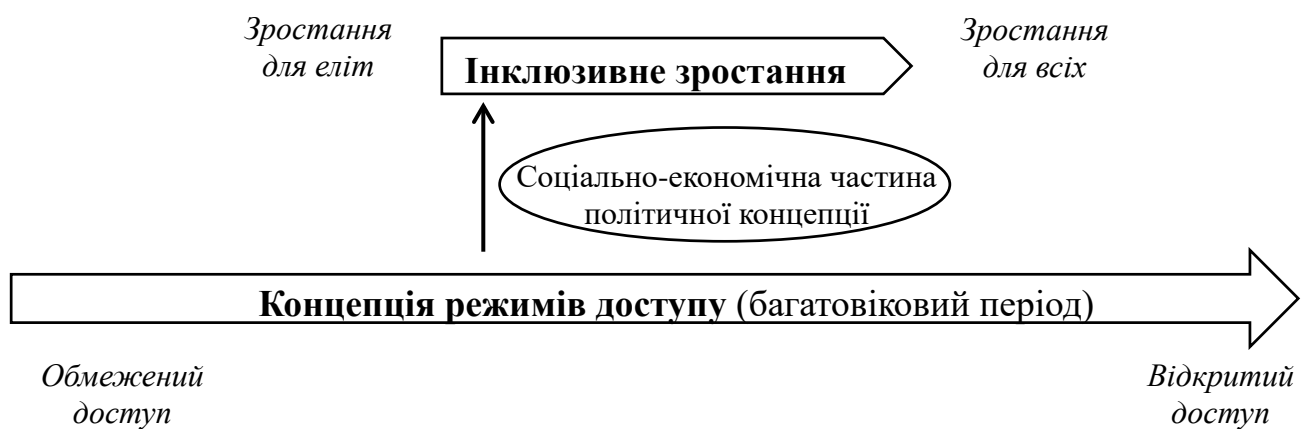 Зростання
для еліт
Інклюзивне зростання
Зростання
для всіх
Соціально-економічна частина
політичної концепції
Концепція режимів доступу (багатовіковий період)
Обмежений
доступ
Відкритий
доступ